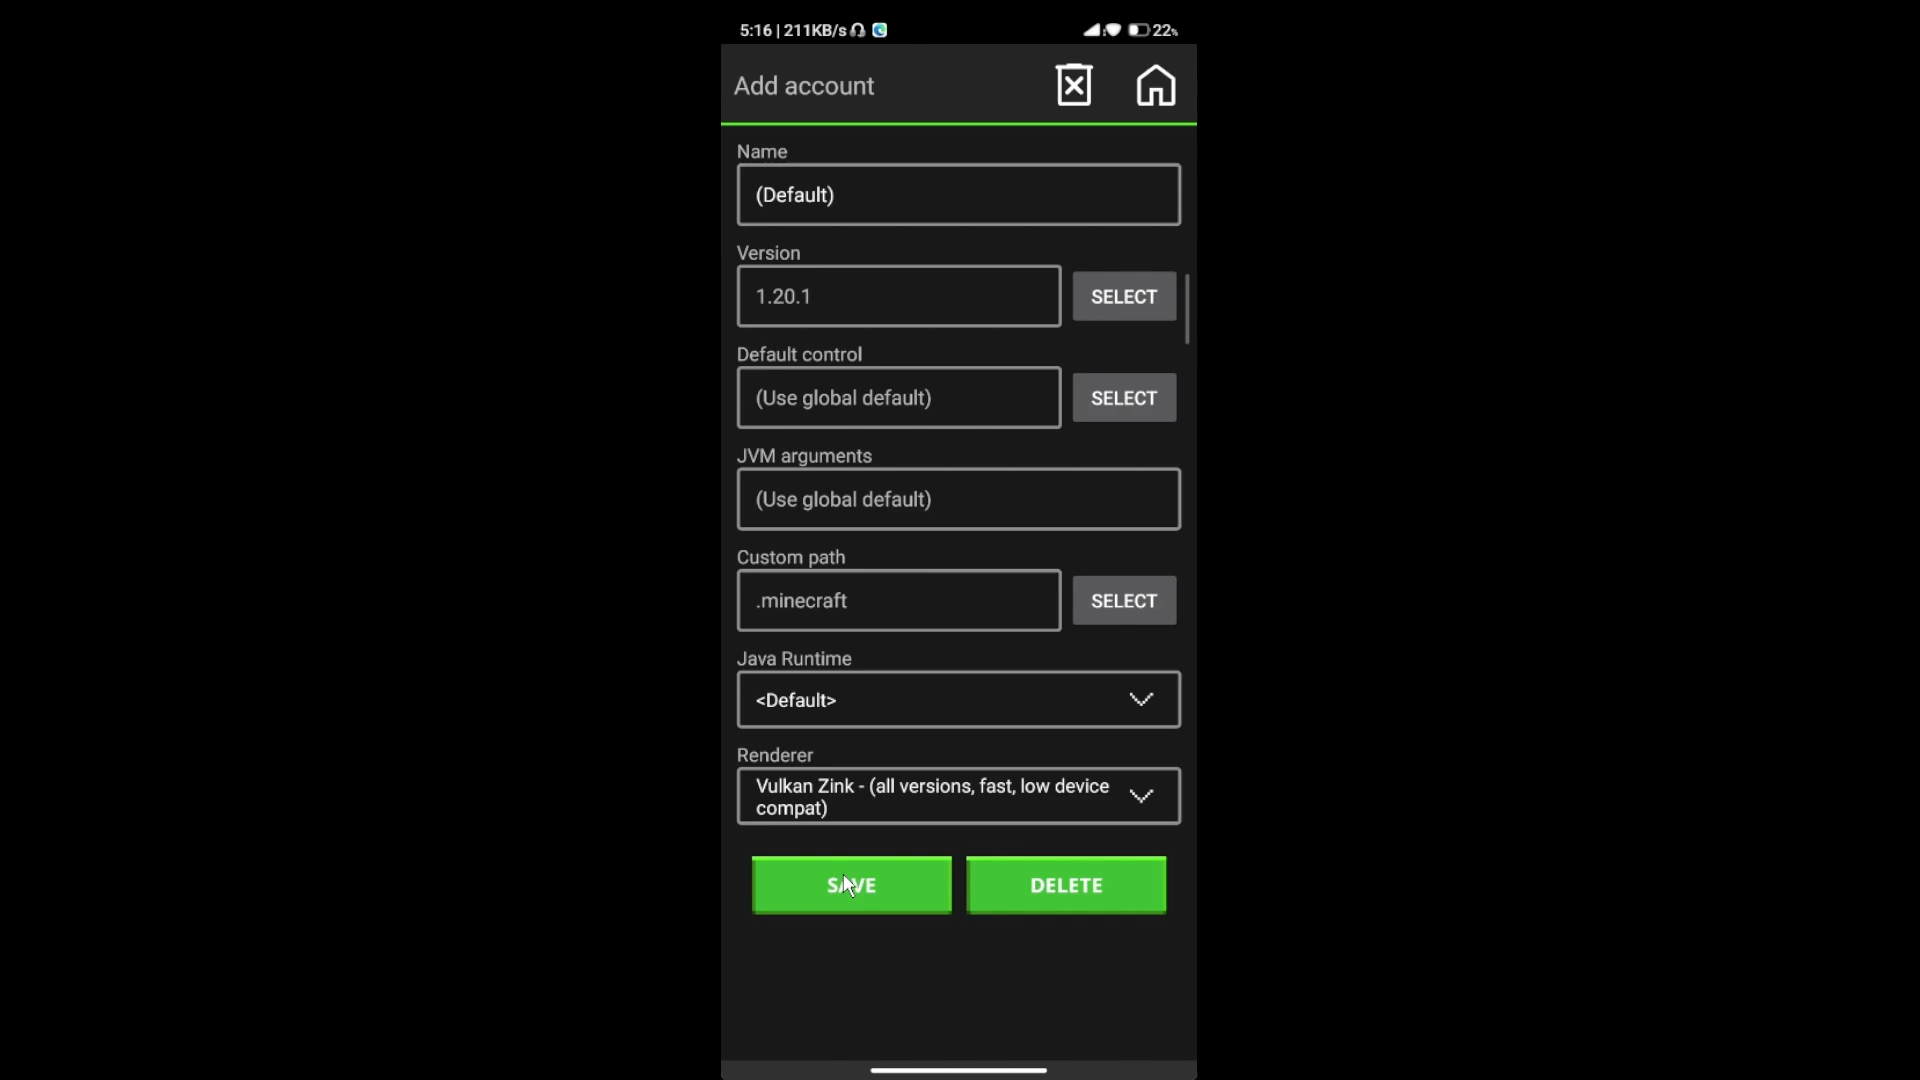 5:16 | 211KB/s 22%
Add account
Name
(Default)
Version
1.20.1 SELECT
Default control
(Use global default) SELECT
JVM arguments
(Use global default)
Custom path
.minecraft SELECT
Java Runtime
<Default>
Renderer
Vulkan Zink - (all versions, fast, low device
compat)
SAVE DELETE